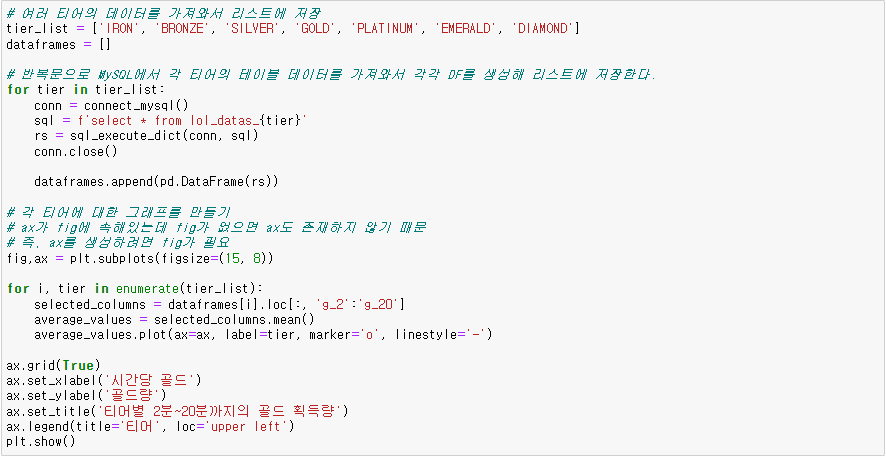 # 여러 티어의 데이터를 가져와서 리스트에 저장
tier_list = ['IRON', 'BRONZE', 'SILVER', 'GOLD', 'PLATINUM', 'EMERALD', 'DIAMOND']
dataframes = []

# 반복문으로 MySQL에서 각 티어의 테이블 데이터를 가져와서 각각 DF를 생성해 리스트에 저장한다.
for tier in tier_list:
    conn = connect_mysql()
    sql = f'select * from lol_datas_{tier}'
    rs = sql_execute_dict(conn, sql)
    conn.close()

    dataframes.append(pd.DataFrame(rs))

# 각 티어에 대한 그래프를 만들기
# ax가 fig에 속해있는데 fig가 없으면 ax도 존재하지 않기 때문
# 즉, ax를 생성하려면 fig가 필요
fig,ax = plt.subplots(figsize=(15, 8))

for i, tier in enumerate(tier_list):
    selected_columns = dataframes[i].loc[:, 'g_2':'g_20']
    average_values = selected_columns.mean()
    average_values.plot(ax=ax, label=tier, marker='o', linestyle='-')

ax.grid(True)
ax.set_xlabel('시간당 골드')
ax.set_ylabel('골드량')
ax.set_title('티어별 2분~20분까지의 골드 획득량')
ax.legend(title='티어', loc='upper left')
plt.show()